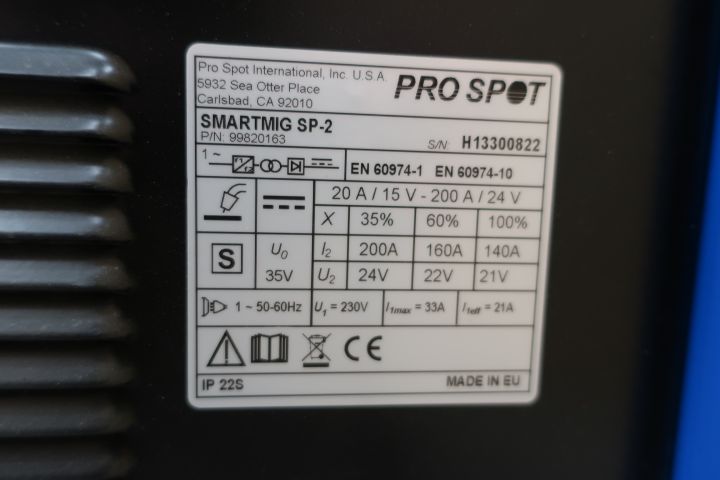 Pro Spot International, Inc. U.S.A.
5932 Sea Otter Place
Carlsbad, CA 92010
PRO SPOT
SMARTMIG SP-2
P/N: 99820163
S/N: H13300822
1 ~
EN 60974-1 EN 60974-10
20 A / 15 V - 200 A / 24 V
X 35% 60% 100%
S
U0
35V
I2 200A 160A 140A
U2 24V 22V 21V
1 ~ 50-60Hz U1 = 230V I1max = 33A I1eff = 21A
CE
IP 22S MADE IN EU